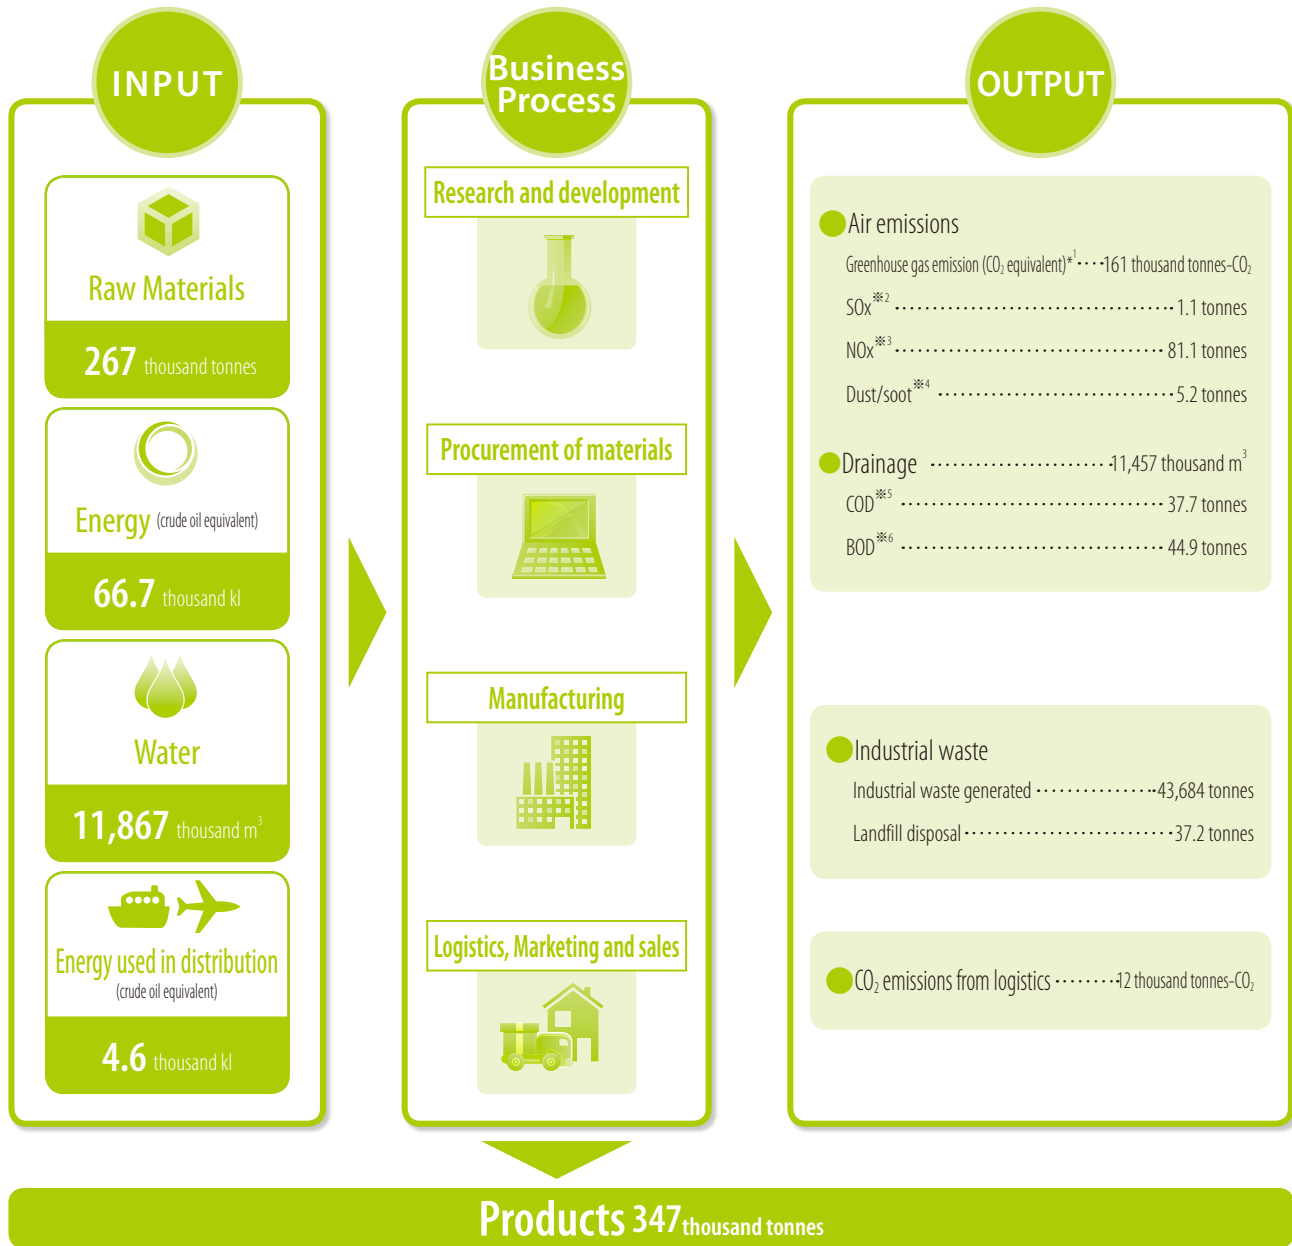 INPUT
Raw Materials
267 thousand tonnes
Energy (crude oil equivalent)
66.7 thousand kl
Water
11,867 thousand m³
Energy used in distribution
(crude oil equivalent)
4.6 thousand kl
Business
Process
Research and development
Procurement of materials
Manufacturing
Logistics, Marketing and sales
OUTPUT
Air emissions
Greenhouse gas emission (CO₂ equivalent)*¹ ････161 thousand tonnes-CO₂
SOx※2 ････････････････････ 1.1 tonnes
NOx※3 ････････････････････ 81.1 tonnes
Dust/soot※4 ････････････････････ 5.2 tonnes
Drainage ････････････････････ 11,457 thousand m³
COD※5 ････････････････････ 37.7 tonnes
BOD※6 ････････････････････ 44.9 tonnes
Industrial waste
Industrial waste generated ････････････････ 43,684 tonnes
Landfill disposal ････････････････････ 37.2 tonnes
CO₂ emissions from logistics ･････････12 thousand tonnes-CO₂
Products 347 thousand tonnes